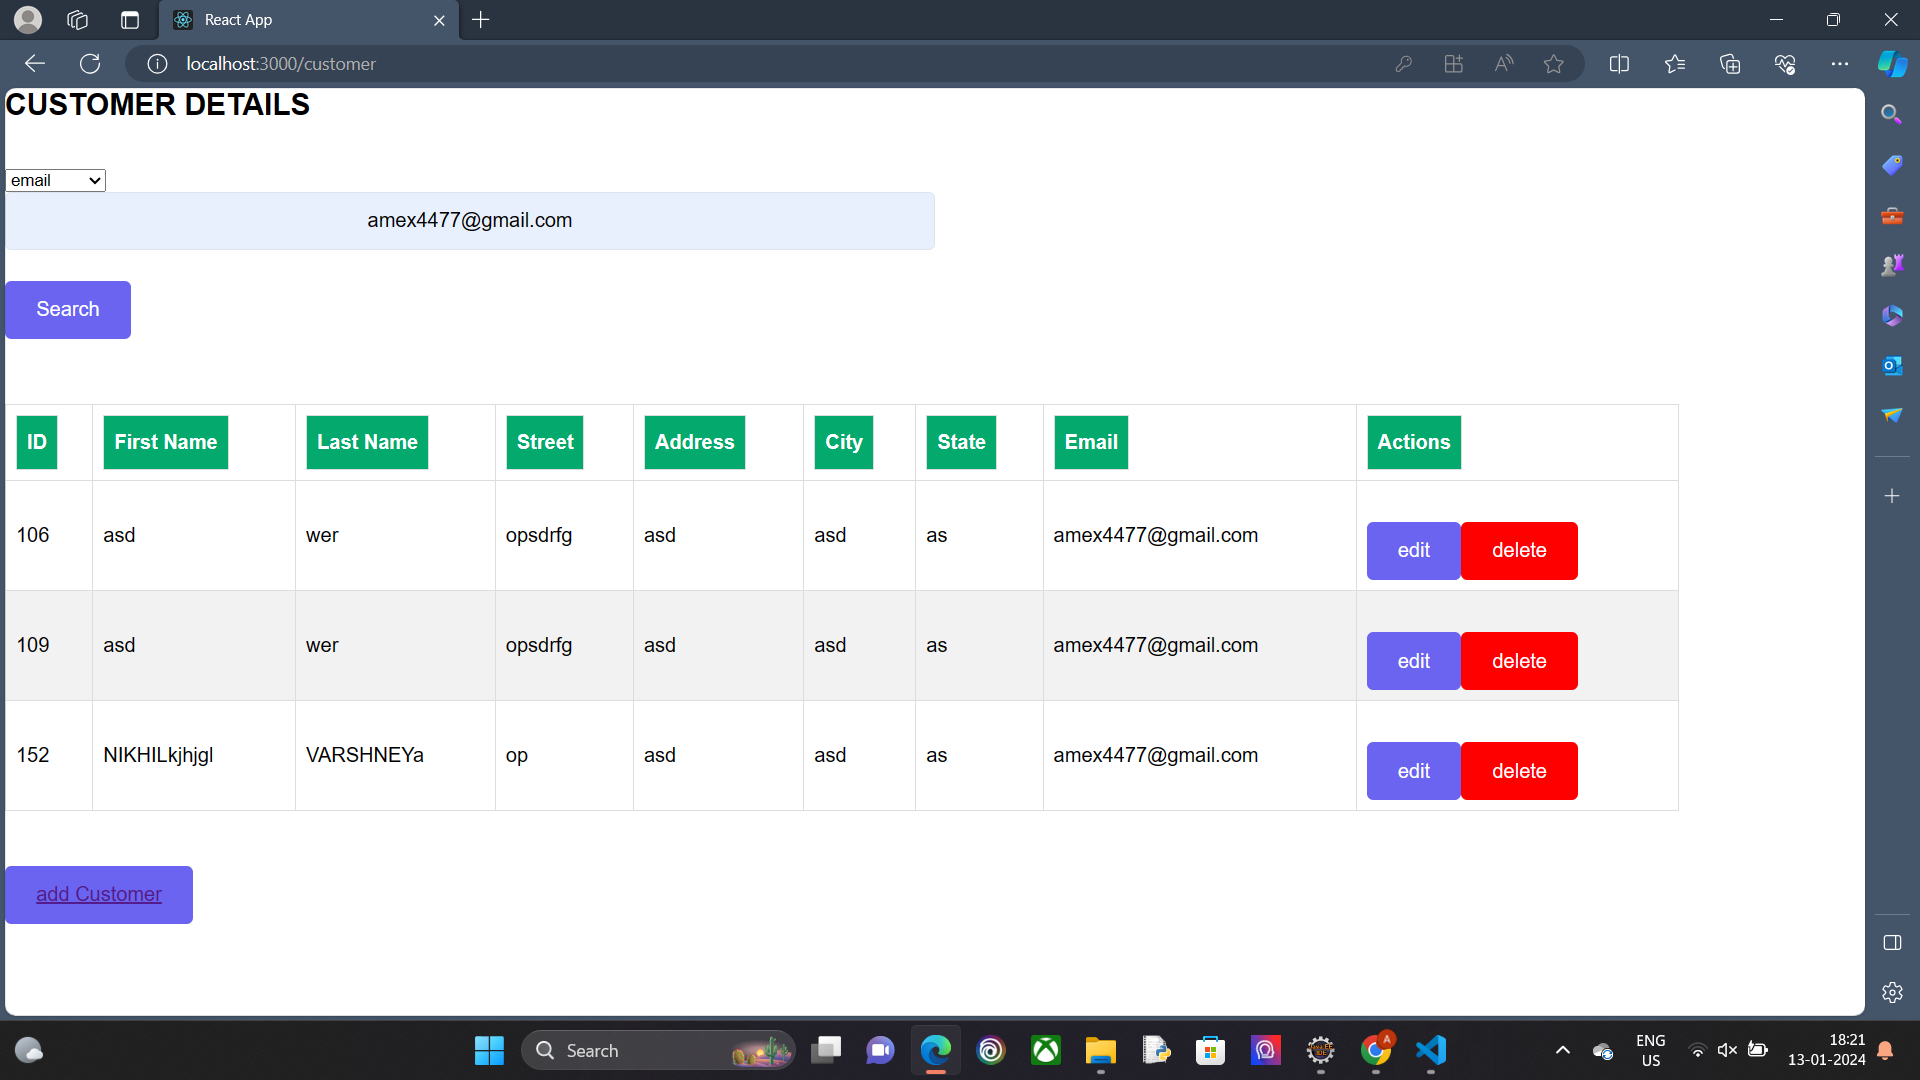 React App
localhost:3000/customer
CUSTOMER DETAILS
email
amex4477@gmail.com
Search
ID First Name Last Name Street Address City State Email Actions
106 asd wer opsdrfg asd asd as amex4477@gmail.com edit delete
109 asd wer opsdrfg asd asd as amex4477@gmail.com edit delete
152 NIKHILkjhjgl VARSHNEYa op asd asd as amex4477@gmail.com edit delete
add Customer
Search
ENG
US
18:21
13-01-2024